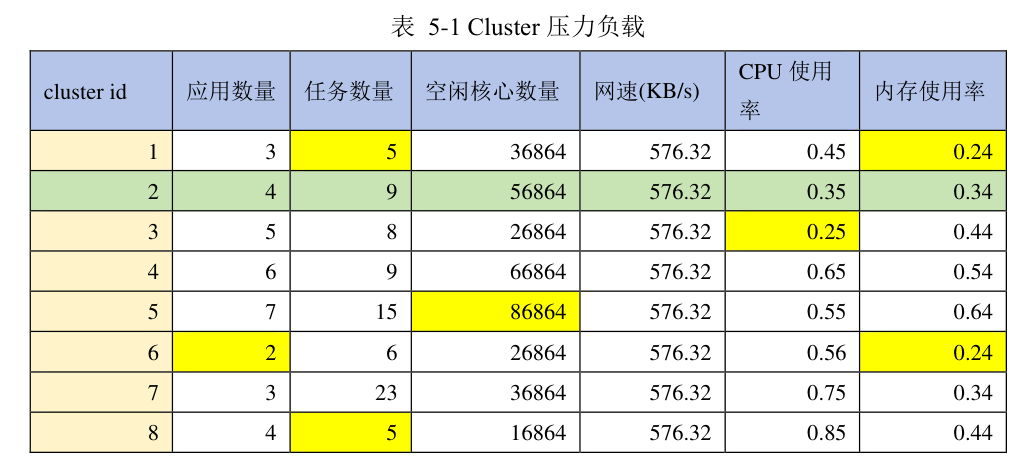 表 5-1 Cluster 压力负载
cluster id 应用数量 任务数量 空闲核心数量 网速(KB/s) CPU 使用率 内存使用率
1 3 5 36864 576.32 0.45 0.24
2 4 9 56864 576.32 0.35 0.34
3 5 8 26864 576.32 0.25 0.44
4 6 9 66864 576.32 0.65 0.54
5 7 15 86864 576.32 0.55 0.64
6 2 6 26864 576.32 0.56 0.24
7 3 23 36864 576.32 0.75 0.34
8 4 5 16864 576.32 0.85 0.44